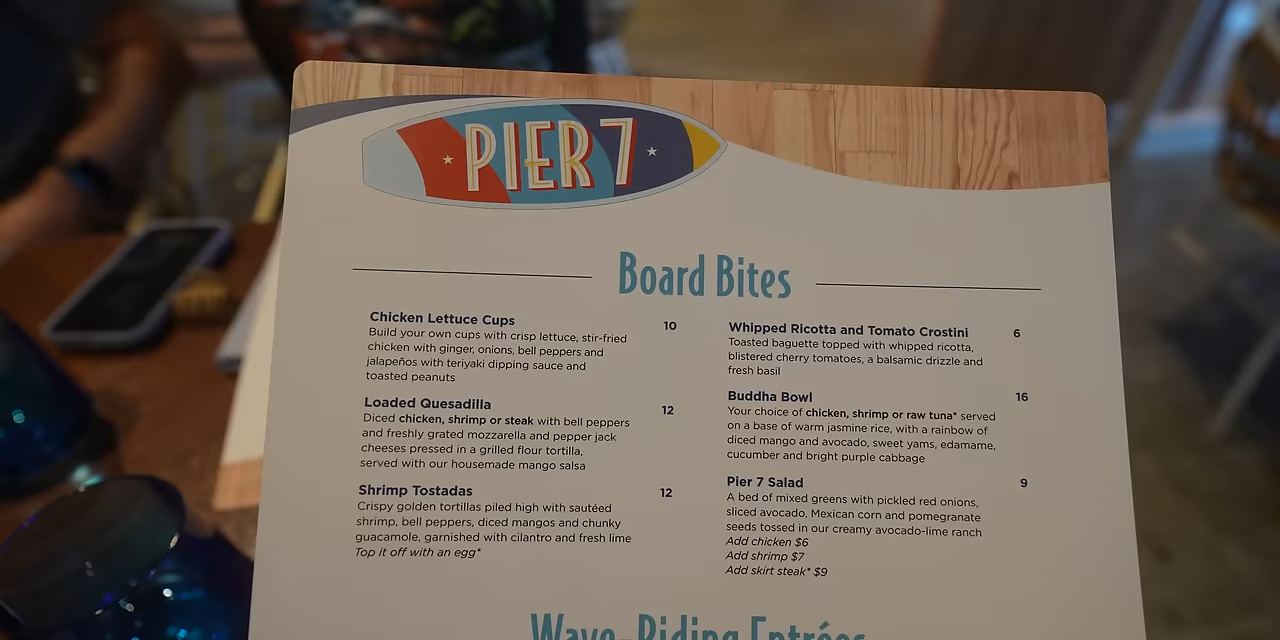 PIER 7
Board Bites
Chicken Lettuce Cups 10
Build your own cups with crisp lettuce, stir-fried
chicken with ginger, onions, bell peppers and
jalapeños with teriyaki dipping sauce and
toasted peanuts
Loaded Quesadilla 12
Diced chicken, shrimp or steak with bell peppers
and freshly grated mozzarella and pepper jack
cheeses pressed in a grilled flour tortilla,
served with our housemade mango salsa
Shrimp Tostadas 12
Crispy golden tortillas piled high with sautéed
shrimp, bell peppers, diced mangos and chunky
guacamole, garnished with cilantro and fresh lime
Top it off with an egg*
Whipped Ricotta and Tomato Crostini 6
Toasted baguette topped with whipped ricotta,
blistered cherry tomatoes, a balsamic drizzle and
fresh basil
Buddha Bowl 16
Your choice of chicken, shrimp or raw tuna* served
on a base of warm jasmine rice, with a rainbow of
diced mango and avocado, sweet yams, edamame,
cucumber and bright purple cabbage
Pier 7 Salad 9
A bed of mixed greens with pickled red onions,
sliced avocado, Mexican corn and pomegranate
seeds tossed in our creamy avocado-lime ranch
Add chicken $6
Add shrimp $7
Add skirt steak* $9
Wave-Riding Entrées